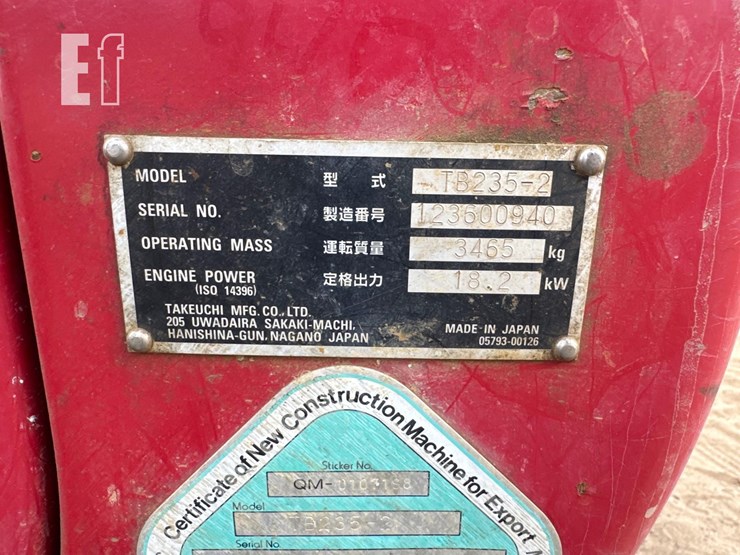 Ef
MODEL 型式 TB235-2
SERIAL NO. 製造番号 123600940
OPERATING MASS 運転質量 3465 kg
ENGINE POWER 定格出力 18.2 kW
(ISO 14396)
TAKEUCHI MFG. CO., LTD.
205 UWADAIRA SAKAKI-MACHI,
HANISHINA-GUN. NAGANO JAPAN
MADE IN JAPAN
05793-00126
Certificate of New Construction Machine for Export
Sticker No.
QM-
Model
TB235-2
Serial No.